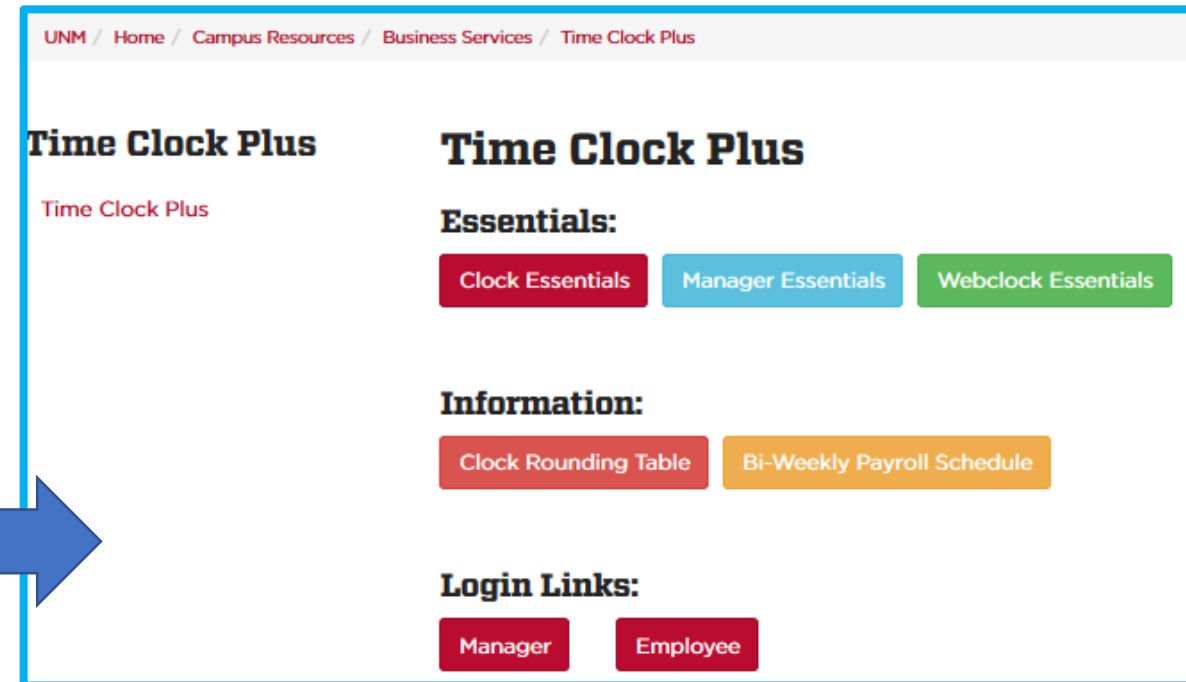 UNM / Home / Campus Resources / Business Services / Time Clock Plus
Time Clock Plus
Time Clock Plus
Time Clock Plus
Essentials:
Clock Essentials Manager Essentials Webclock Essentials
Information:
Clock Rounding Table Bi-Weekly Payroll Schedule
Login Links:
Manager Employee